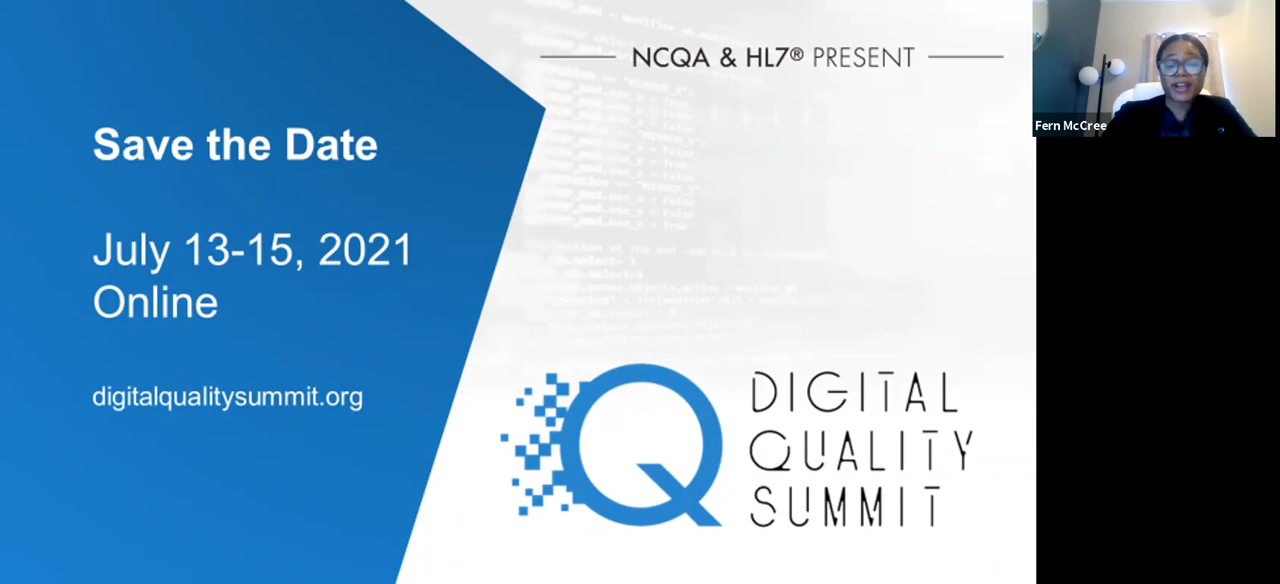 NCQA & HL7® PRESENT
Save the Date
July 13-15, 2021
Online
digitalqualitysummit.org
DIGITAL
QUALITY
SUMMIT
Fern McCree